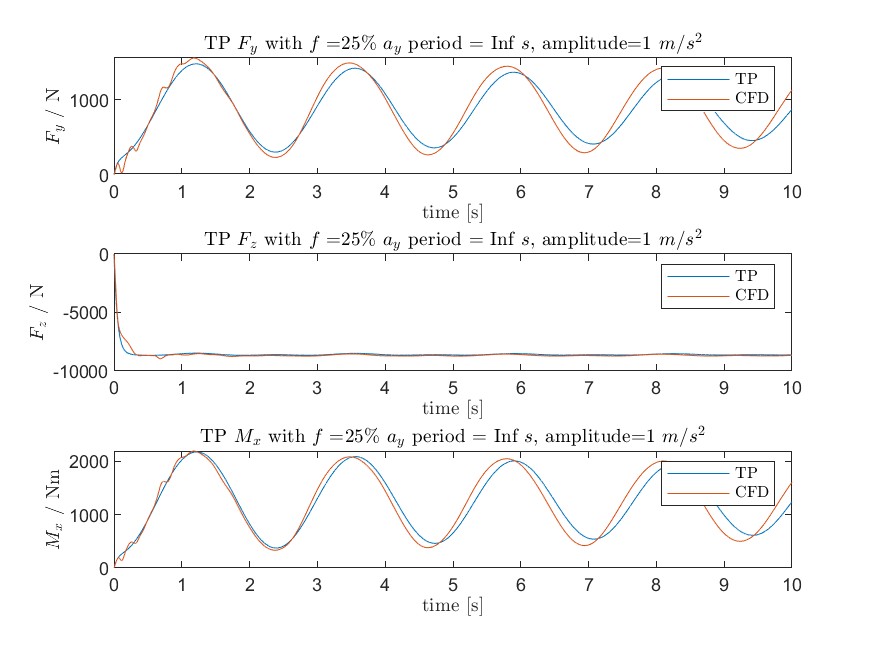 TP F_y with f =25% a_y period = Inf s, amplitude=1 m/s^2
F_y / N
1000
0
TP
CFD
0 1 2 3 4 5 6 7 8 9 10
time [s]
TP F_z with f =25% a_y period = Inf s, amplitude=1 m/s^2
F_z / N
0
-5000
-10000
TP
CFD
0 1 2 3 4 5 6 7 8 9 10
time [s]
TP M_x with f =25% a_y period = Inf s, amplitude=1 m/s^2
M_x / Nm
2000
1000
0
TP
CFD
0 1 2 3 4 5 6 7 8 9 10
time [s]